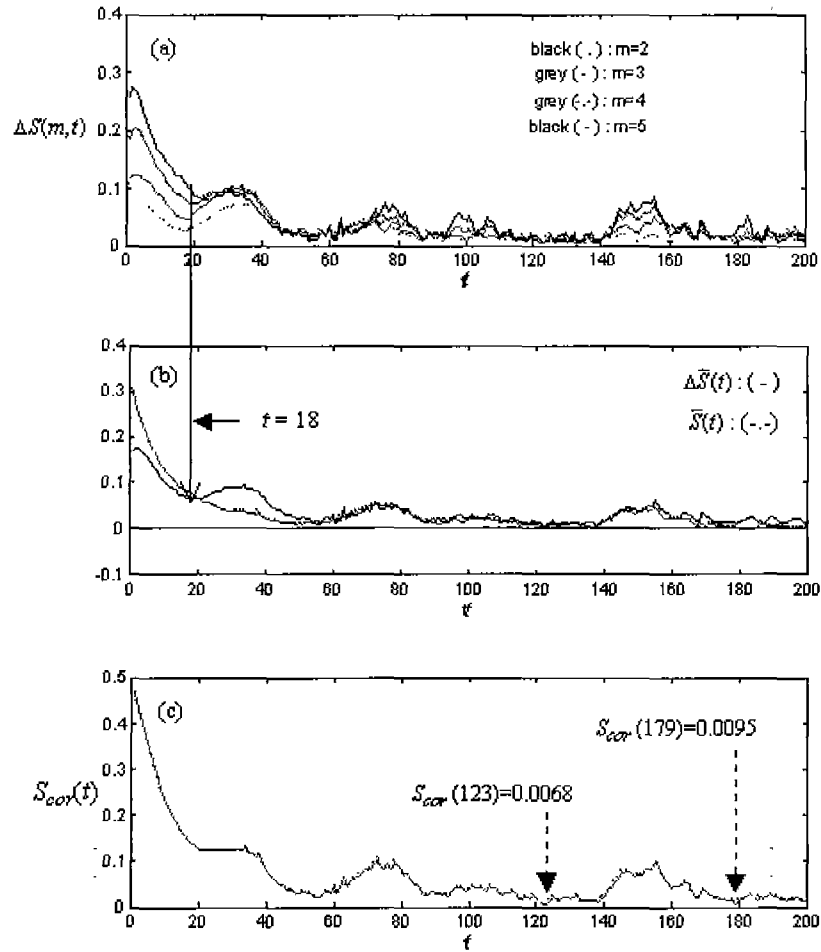 0.4
(a)
black ( . ) : m=2
grey ( - ) : m=3
grey (-.-) : m=4
black ( - ) : m=5
0.3
ΔS(m,t)
0.2
0.1
0
0 20 40 60 80 100 120 140 160 180 200
t
0.4
(b)
ΔS̅(t) : ( - )
S̅(t) : (-.-)
0.3
0.2
t = 18
0.1
0
-0.1
0 20 40 60 80 100 120 140 160 180 200
t
0.5
(c)
0.4
S_cor(179)=0.0095
0.3
S_cor(t)
S_cor(123)=0.0068
0.2
0.1
0
0 20 40 60 80 100 120 140 160 180 200
t